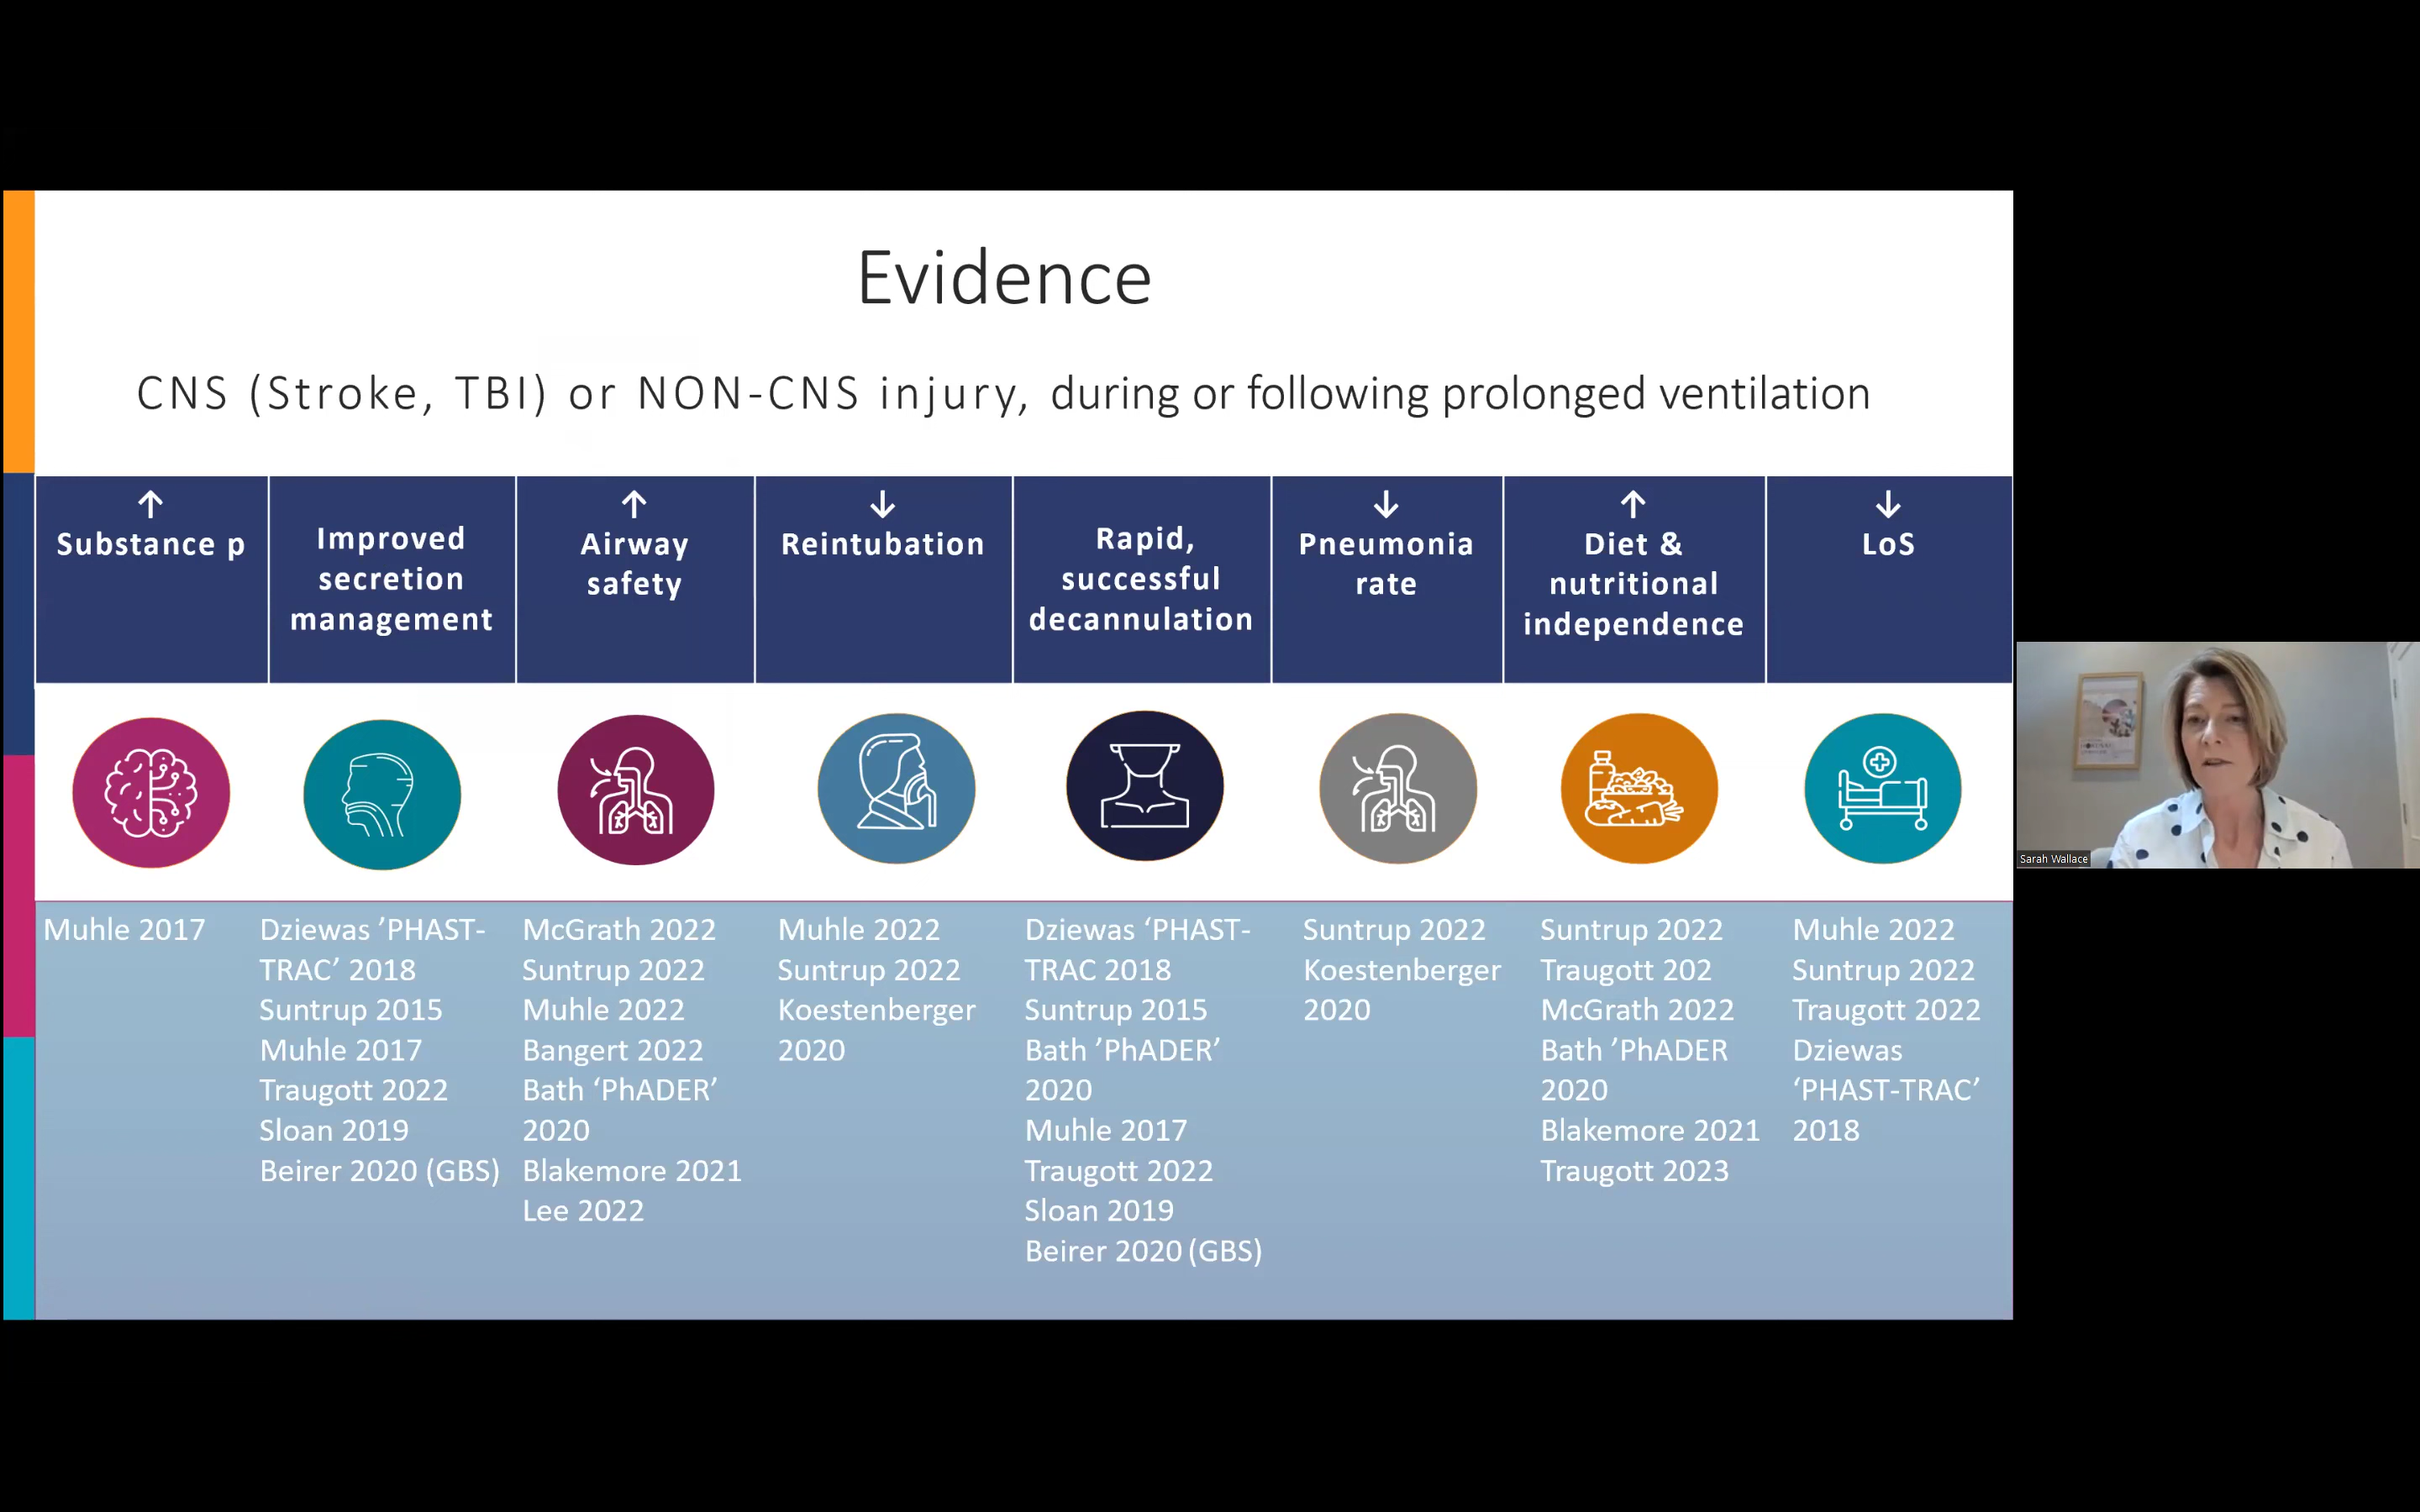 Evidence
CNS (Stroke, TBI) or NON-CNS injury, during or following prolonged ventilation
↑
Substance p
Improved
secretion
management
↑
Airway
safety
↓
Reintubation
Rapid,
successful
decannulation
↓
Pneumonia
rate
↑
Diet &
nutritional
independence
↓
LoS
Muhle 2017
Dziewas ’PHAST-
TRAC’ 2018
Suntrup 2015
Muhle 2017
Traugott 2022
Sloan 2019
Beirer 2020 (GBS)
McGrath 2022
Suntrup 2022
Muhle 2022
Bangert 2022
Bath ‘PhADER’
2020
Blakemore 2021
Lee 2022
Muhle 2022
Suntrup 2022
Koestenberger
2020
Dziewas ‘PHAST-
TRAC 2018
Suntrup 2015
Bath ’PhADER’
2020
Muhle 2017
Traugott 2022
Sloan 2019
Beirer 2020 (GBS)
Suntrup 2022
Koestenberger
2020
Suntrup 2022
Traugott 202
McGrath 2022
Bath ’PhADER
2020
Blakemore 2021
Traugott 2023
Muhle 2022
Suntrup 2022
Traugott 2022
Dziewas
‘PHAST-TRAC’
2018
Sarah Wallace